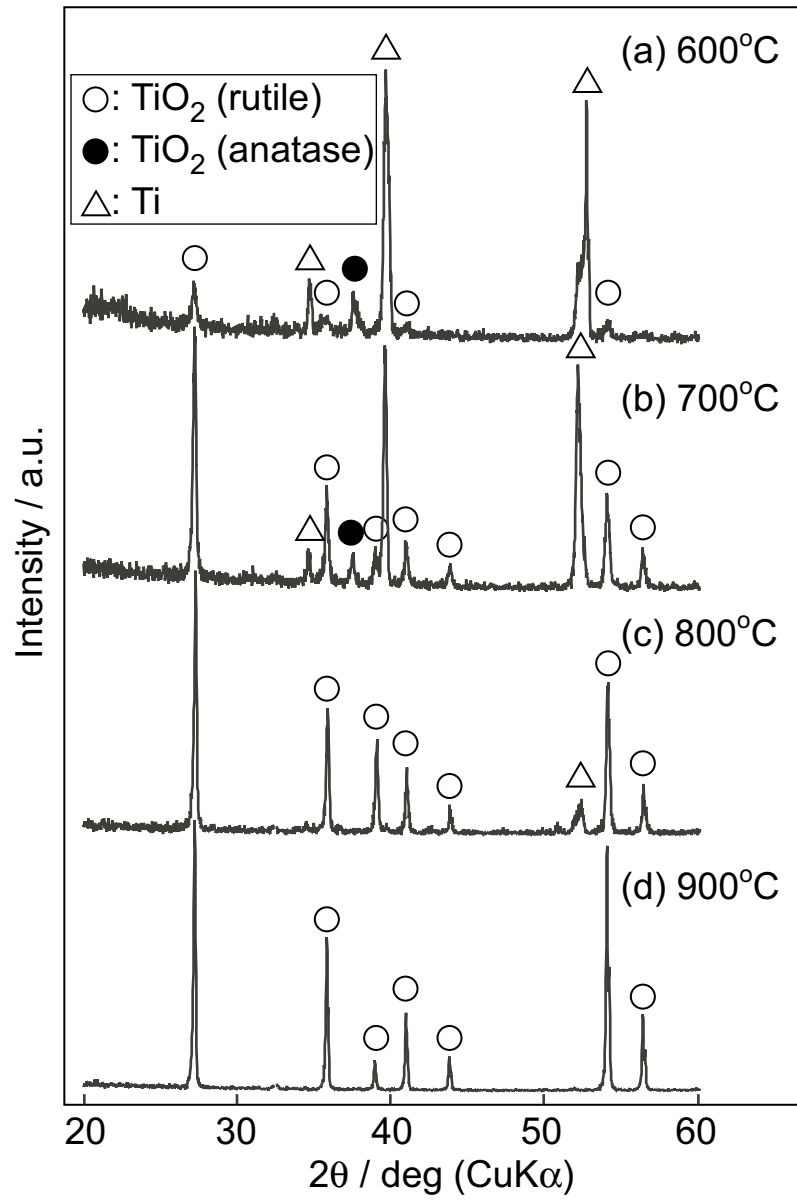 (a) 600°C
○: TiO₂ (rutile)
●: TiO₂ (anatase)
△: Ti
(b) 700°C
(c) 800°C
(d) 900°C
Intensity / a.u.
20 30 40 50 60
2θ / deg (CuKα)